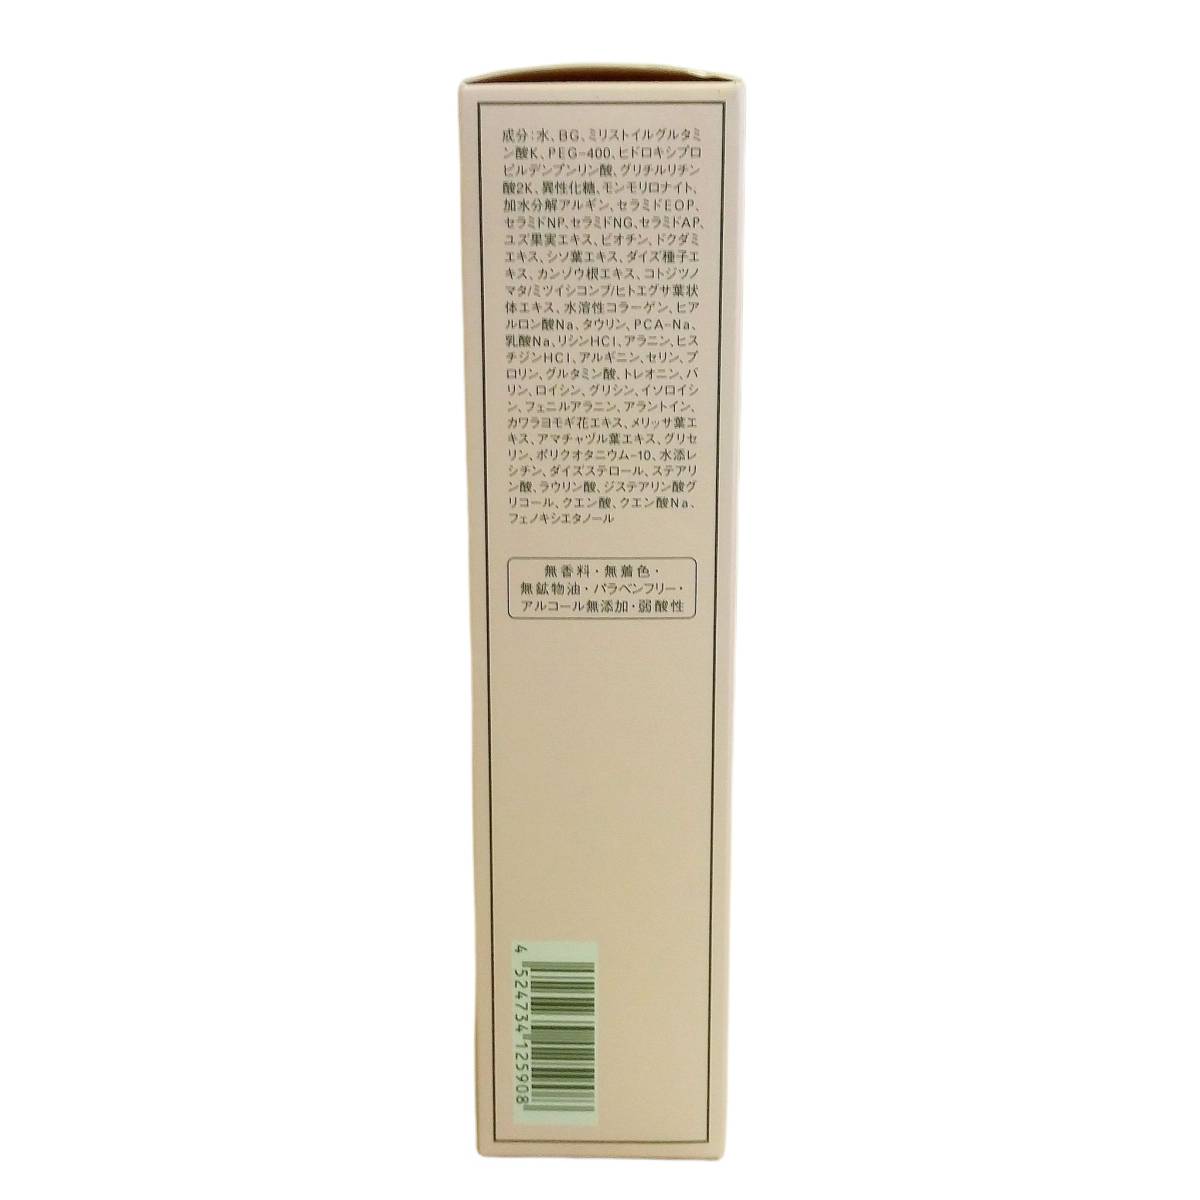 成分:水、BG、ミリストイルグルタミ
ン酸K、PEG-400、ヒドロキシプロ
ピルデンプンリン酸、グリチルリチン
酸2K、異性化糖、モンモリロナイト、
加水分解アルギン、セラミドEOP、
セラミドNP、セラミドNG、セラミドAP、
ユズ果実エキス、ビオチン、ドクダミ
エキス、シソ葉エキス、ダイズ種子エ
キス、カンゾウ根エキス、コトジツノ
マタ/ミツイシコンブ/ヒトエグサ葉状
体エキス、水溶性コラーゲン、ヒア
ルロン酸Na、タウリン、PCA-Na、
乳酸Na、リシンHCl、アラニン、ヒス
チジンHCl、アルギニン、セリン、プ
ロリン、グルタミン酸、トレオニン、バ
リン、ロイシン、グリシン、イソロイシ
ン、フェニルアラニン、アラントイン、
カワラヨモギ花エキス、メリッサ葉エ
キス、アマチャヅル葉エキス、グリセ
リン、ポリクオタニウム-10、水添レ
シチン、ダイズステロール、ステアリ
ン酸、ラウリン酸、ジステアリン酸グ
リコール、クエン酸、クエン酸Na、
フェノキシエタノール
無香料・無着色・
無鉱物油・パラベンフリー・
アルコール無添加・弱酸性
4 524734 125908